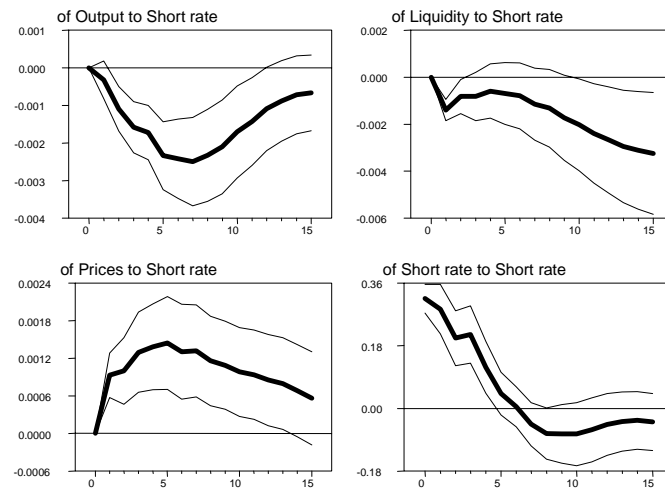 of Output to Short rate
0.001
0.000
-0.001
-0.002
-0.003
-0.004
0 5 10 15
of Liquidity to Short rate
0.002
0.000
-0.002
-0.004
-0.006
0 5 10 15
of Prices to Short rate
0.0024
0.0018
0.0012
0.0006
0.0000
-0.0006
0 5 10 15
of Short rate to Short rate
0.36
0.18
0.00
-0.18
0 5 10 15